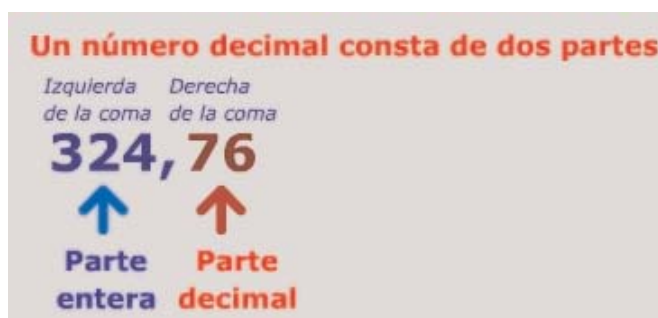 Un número decimal consta de dos partes
Izquierda Derecha
de la coma de la coma
324,76
Parte Parte
entera decimal